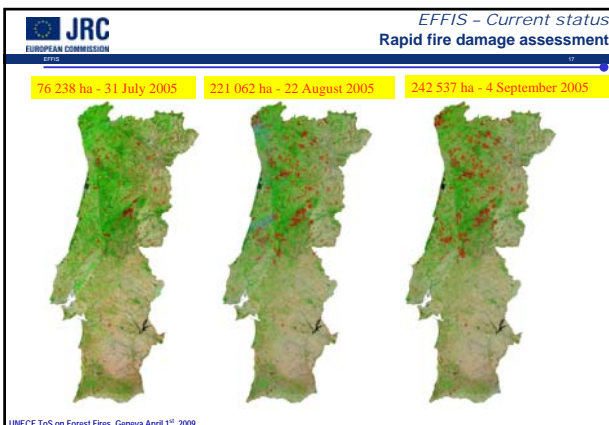 JRC
EUROPEAN COMMISSION
EFFIS – Current status
Rapid fire damage assessment
EFFIS 17
76 238 ha - 31 July 2005
221 062 ha - 22 August 2005
242 537 ha - 4 September 2005
UNECE ToS on Forest Fires, Geneva April 1st, 2009